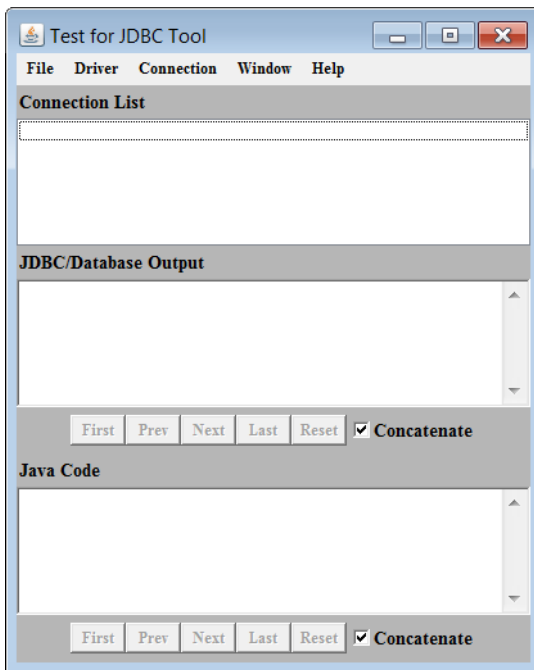 Test for JDBC Tool
File Driver Connection Window Help
Connection List
JDBC/Database Output
First Prev Next Last Reset Concatenate
Java Code
First Prev Next Last Reset Concatenate